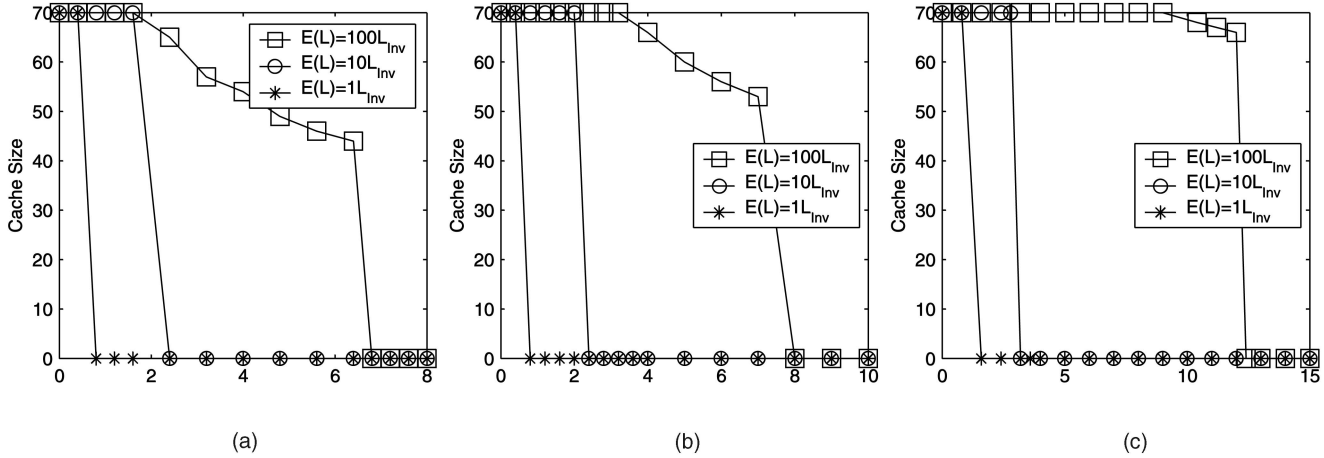 70
60
50
40
30
20
10
0
Cache Size
E(L)=100L_Inv
E(L)=10L_Inv
E(L)=1L_Inv
0 2 4 6 8
(a)
70
60
50
40
30
20
10
0
Cache Size
E(L)=100L_Inv
E(L)=10L_Inv
E(L)=1L_Inv
0 2 4 6 8 10
(b)
70
60
50
40
30
20
10
0
Cache Size
E(L)=100L_Inv
E(L)=10L_Inv
E(L)=1L_Inv
0 5 10 15
(c)